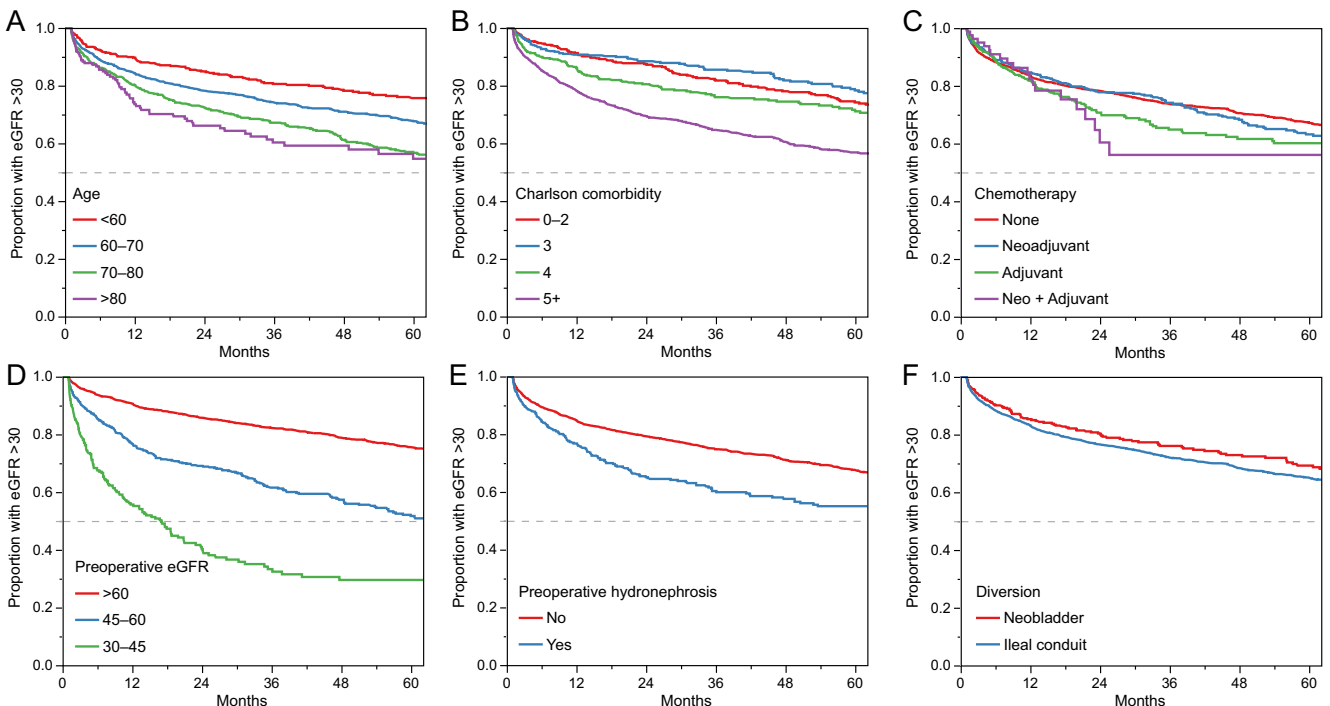 A
Proportion with eGFR >30
1.0
0.8
0.6
0.4
0.2
0.0
Age
<60
60–70
70–80
>80
0 12 24 36 48 60
Months
B
Proportion with eGFR >30
1.0
0.8
0.6
0.4
0.2
0.0
Charlson comorbidity
0–2
3
4
5+
0 12 24 36 48 60
Months
C
Proportion with eGFR >30
1.0
0.8
0.6
0.4
0.2
0.0
Chemotherapy
None
Neoadjuvant
Adjuvant
Neo + Adjuvant
0 12 24 36 48 60
Months
D
Proportion with eGFR >30
1.0
0.8
0.6
0.4
0.2
0.0
Preoperative eGFR
>60
45–60
30–45
0 12 24 36 48 60
Months
E
Proportion with eGFR >30
1.0
0.8
0.6
0.4
0.2
0.0
Preoperative hydronephrosis
No
Yes
0 12 24 36 48 60
Months
F
Proportion with eGFR >30
1.0
0.8
0.6
0.4
0.2
0.0
Diversion
Neobladder
Ileal conduit
0 12 24 36 48 60
Months